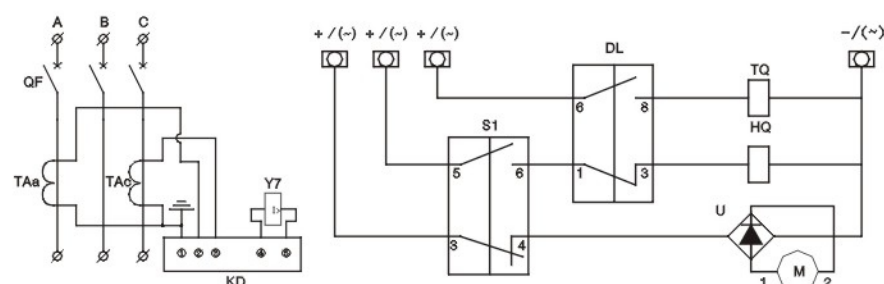 A B C
+/(~) +/(~) +/(~) -/(~)
DL
QF
TQ
6 8
HQ
S1
5 6 1 3
TAa TAc Y7
1>
U
3 4
① ② ③ ④ ⑤
M
1 2
KD